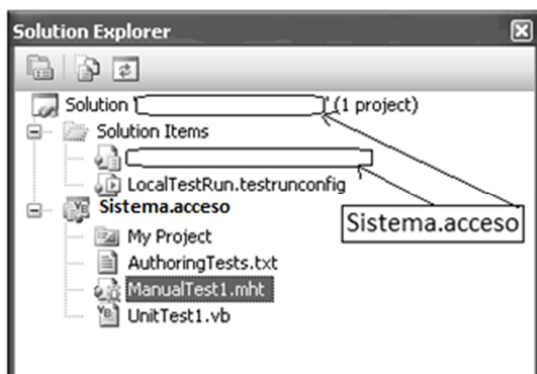 Solution Explorer
Solution '                    ' (1 project)
Solution Items
LocalTestRun.testrunconfig
Sistema.acceso
Sistema.acceso
My Project
AuthoringTests.txt
ManualTest1.mht
UnitTest1.vb